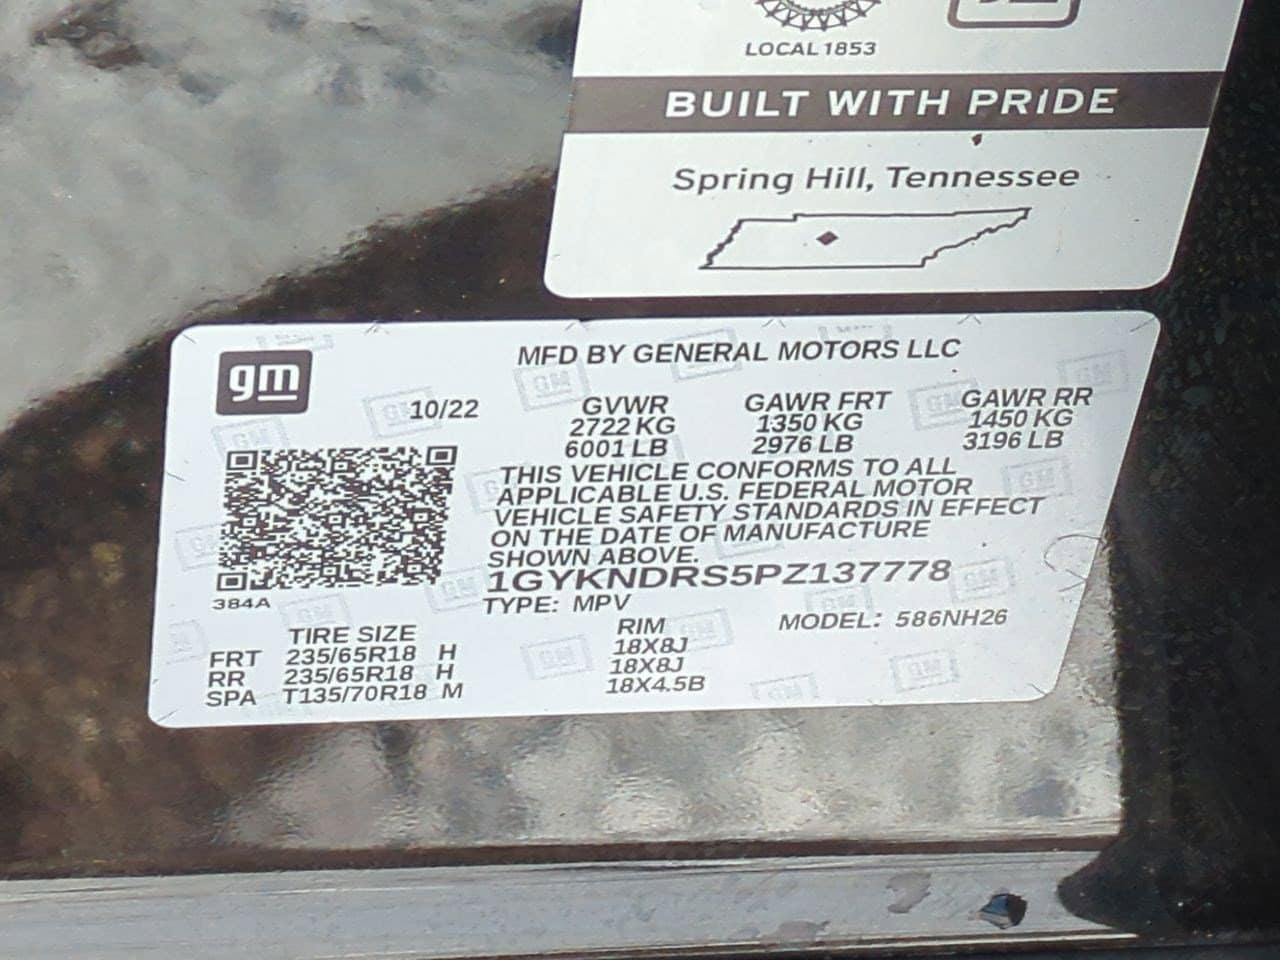 LOCAL 1853
BUILT WITH PRIDE
Spring Hill, Tennessee
gm
MFD BY GENERAL MOTORS LLC
10/22
GVWR GAWR FRT GAWR RR
2722 KG 1350 KG 1450 KG
6001 LB 2976 LB 3196 LB
THIS VEHICLE CONFORMS TO ALL
APPLICABLE U.S. FEDERAL MOTOR
VEHICLE SAFETY STANDARDS IN EFFECT
ON THE DATE OF MANUFACTURE
SHOWN ABOVE.
1GYKNDRS5PZ137778
384A
TYPE: MPV MODEL: 586NH26
TIRE SIZE RIM
FRT 235/65R18 H 18X8J
RR 235/65R18 H 18X8J
SPA T135/70R18 M 18X4.5B